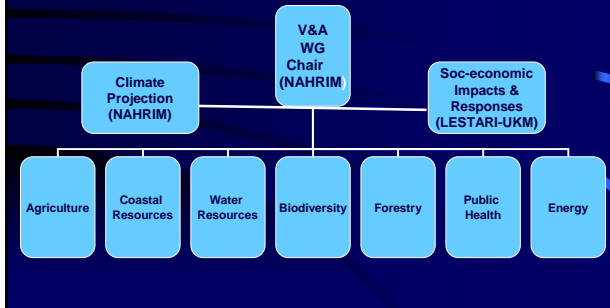 V&A
WG
Chair
(NAHRIM)
Climate
Projection
(NAHRIM)
Soc-economic
Impacts &
Responses
(LESTARI-UKM)
Agriculture
Coastal
Resources
Water
Resources
Biodiversity
Forestry
Public
Health
Energy